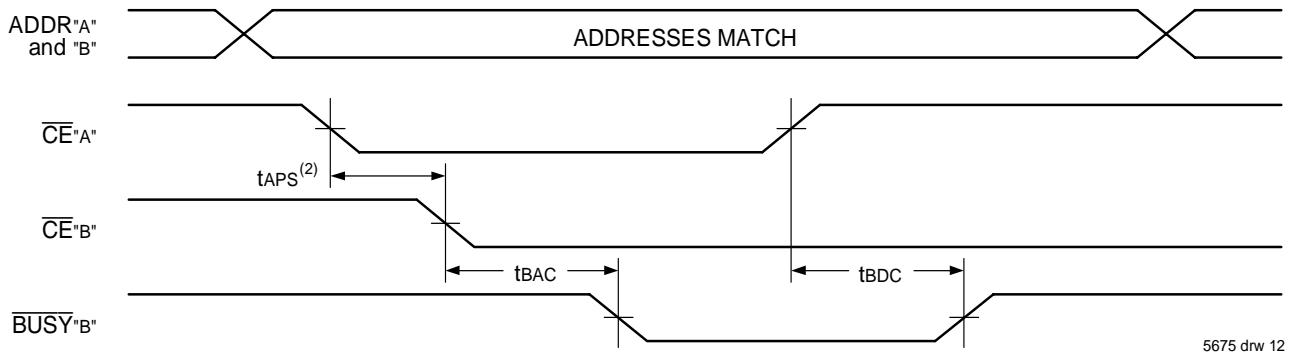 ADDR"A"
and "B"
ADDRESSES MATCH
CE"A"
tAPS(2)
CE"B"
tBAC
tBDC
BUSY"B"
5675 drw 12